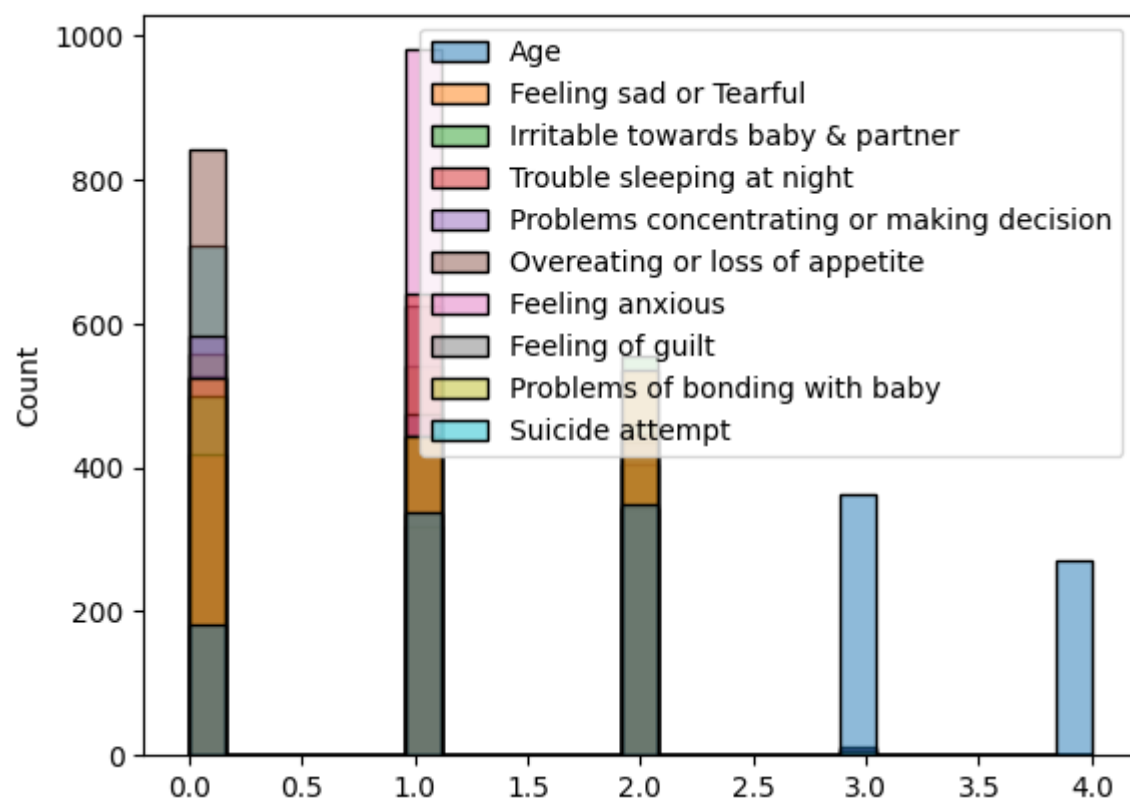 1000
800
600
400
200
0
Count
Age
Feeling sad or Tearful
Irritable towards baby & partner
Trouble sleeping at night
Problems concentrating or making decision
Overeating or loss of appetite
Feeling anxious
Feeling of guilt
Problems of bonding with baby
Suicide attempt
0.0 0.5 1.0 1.5 2.0 2.5 3.0 3.5 4.0